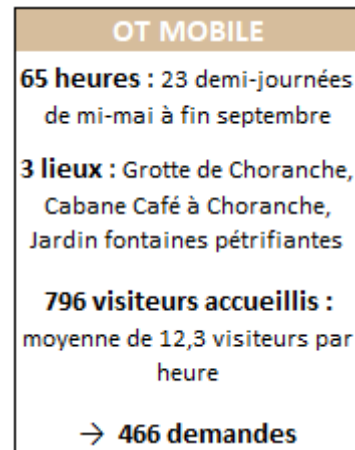 OT MOBILE
65 heures : 23 demi-journées
de mi-mai à fin septembre
3 lieux : Grotte de Choranche,
Cabane Café à Choranche,
Jardin fontaines pétrifiantes
796 visiteurs accueillis :
moyenne de 12,3 visiteurs par
heure
→ 466 demandes